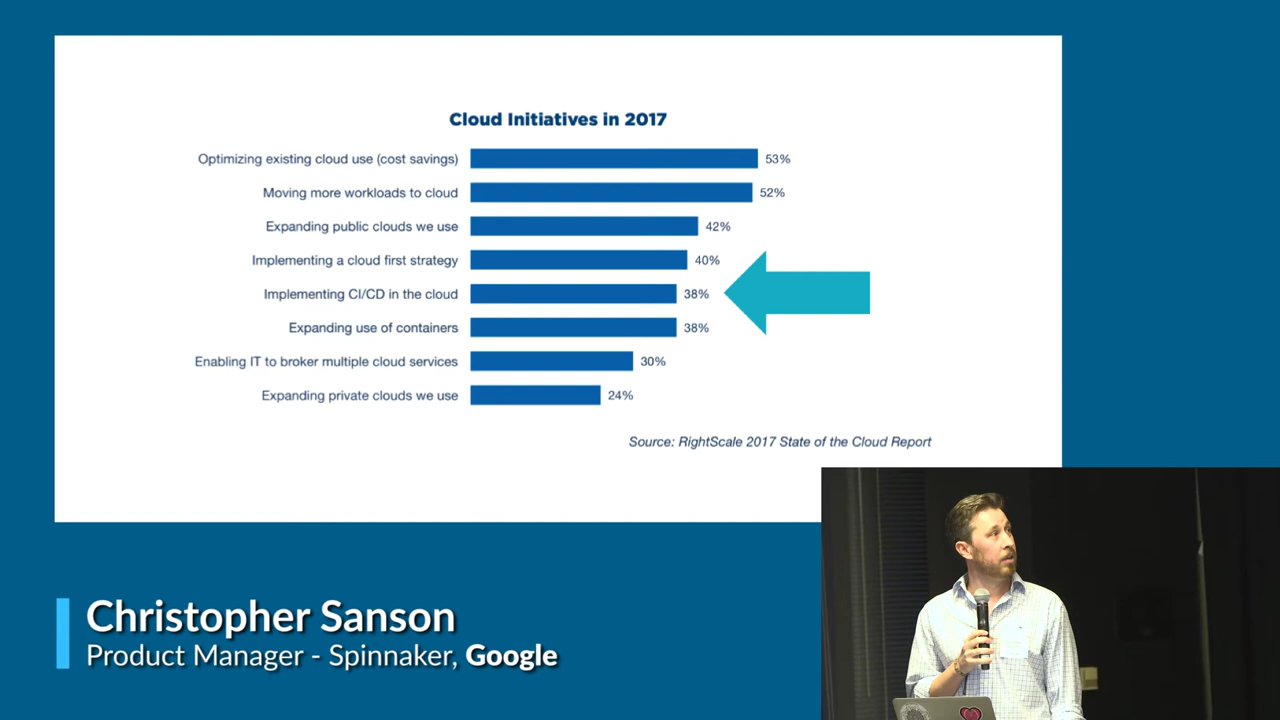 Cloud Initiatives in 2017
Optimizing existing cloud use (cost savings) 53%
Moving more workloads to cloud 52%
Expanding public clouds we use 42%
Implementing a cloud first strategy 40%
Implementing CI/CD in the cloud 38%
Expanding use of containers 38%
Enabling IT to broker multiple cloud services 30%
Expanding private clouds we use 24%
Source: RightScale 2017 State of the Cloud Report
Christopher Sanson
Product Manager - Spinnaker, Google